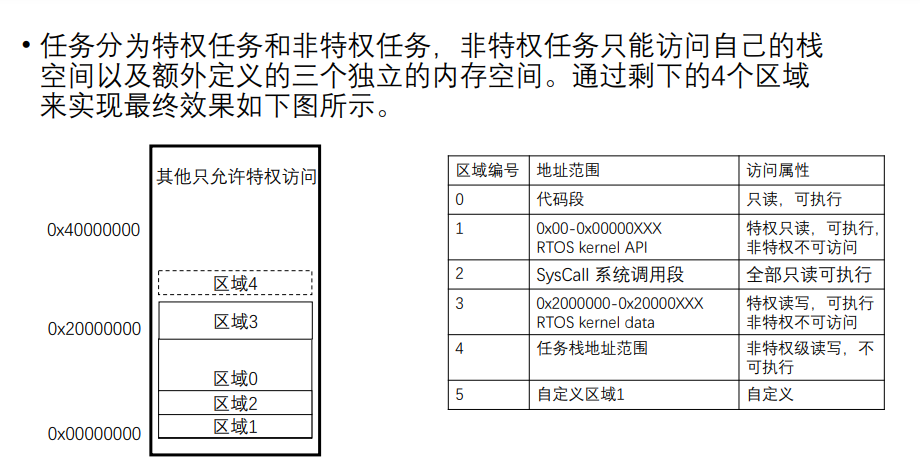 • 任务分为特权任务和非特权任务，非特权任务只能访问自己的栈
空间以及额外定义的三个独立的内存空间。通过剩下的4个区域
来实现最终效果如下图所示。
其他只允许特权访问
0x40000000
区域4
区域3
0x20000000
区域0
区域2
区域1
0x00000000
区域编号 地址范围 访问属性
0 代码段 只读，可执行
1 0x00-0x00000XXX 特权只读，可执行，
RTOS kernel API 非特权不可访问
2 SysCall 系统调用段 全部只读可执行
3 0x2000000-0x20000XXX 特权读写，可执行
RTOS kernel data 非特权不可访问
4 任务栈地址范围 非特权级读写，不
可执行
5 自定义区域1 自定义